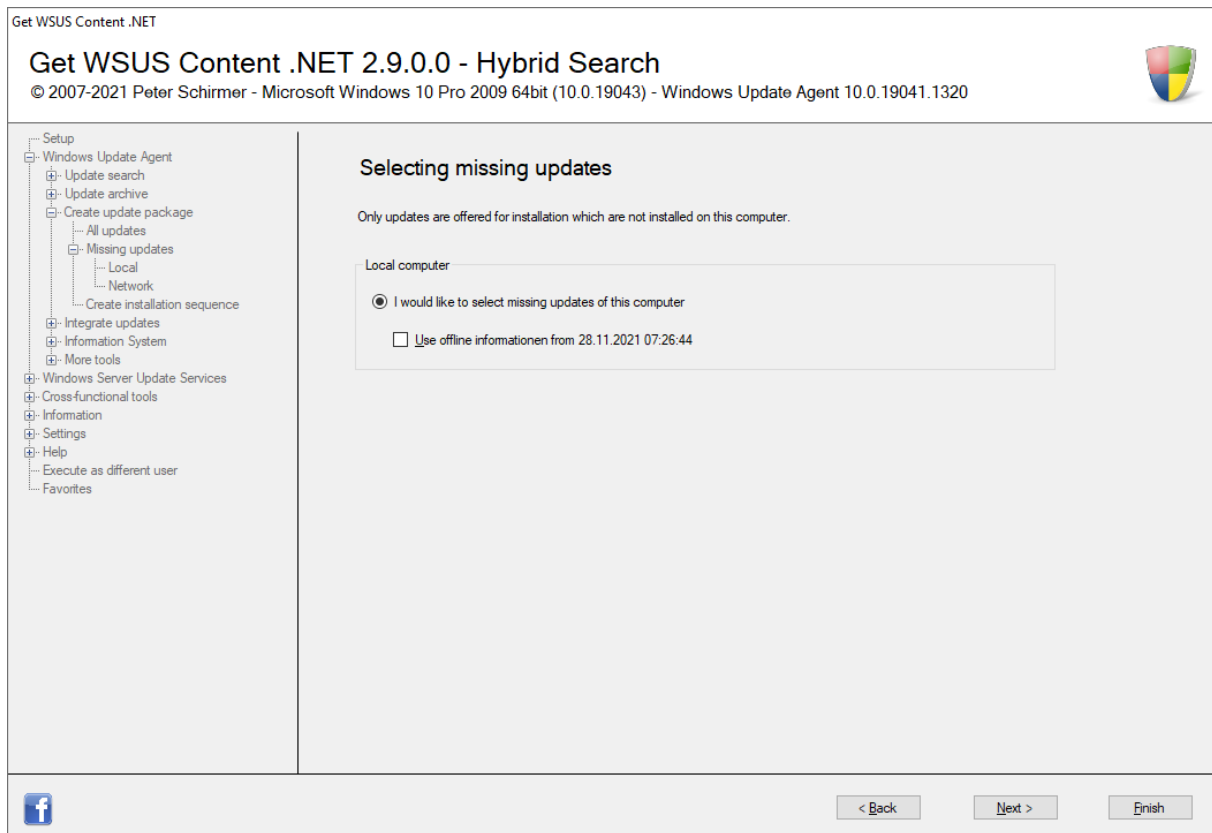 Get WSUS Content .NET
Get WSUS Content .NET 2.9.0.0 - Hybrid Search
© 2007-2021 Peter Schirmer - Microsoft Windows 10 Pro 2009 64bit (10.0.19043) - Windows Update Agent 10.0.19041.1320
Setup
Windows Update Agent
Update search
Update archive
Create update package
All updates
Missing updates
Local
Network
Create installation sequence
Integrate updates
Information System
More tools
Windows Server Update Services
Cross-functional tools
Information
Settings
Help
Execute as different user
Favorites
Selecting missing updates
Only updates are offered for installation which are not installed on this computer.
Local computer
I would like to select missing updates of this computer
Use offline informationen from 28.11.2021 07:26:44
f
< Back
Next >
Finish